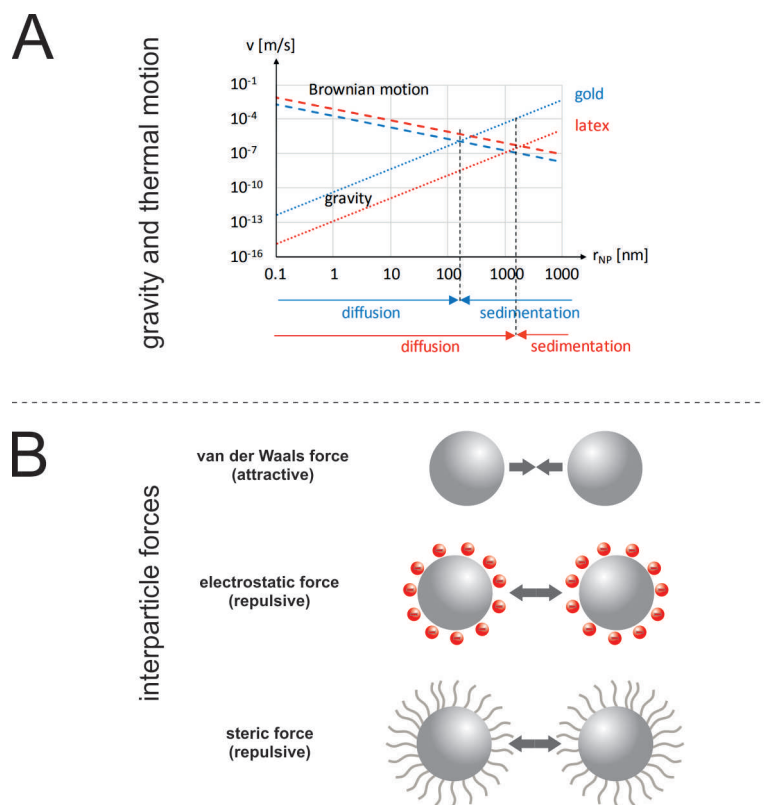 A
gravity and thermal motion
v [m/s]
10⁻¹
10⁻⁴
10⁻⁷
10⁻¹⁰
10⁻¹³
10⁻¹⁶
Brownian motion
gold
latex
gravity
r_NP [nm]
0.1
1
10
100
1000
1000
diffusion
sedimentation
diffusion
sedimentation
B
interparticle forces
van der Waals force
(attractive)
electrostatic force
(repulsive)
steric force
(repulsive)